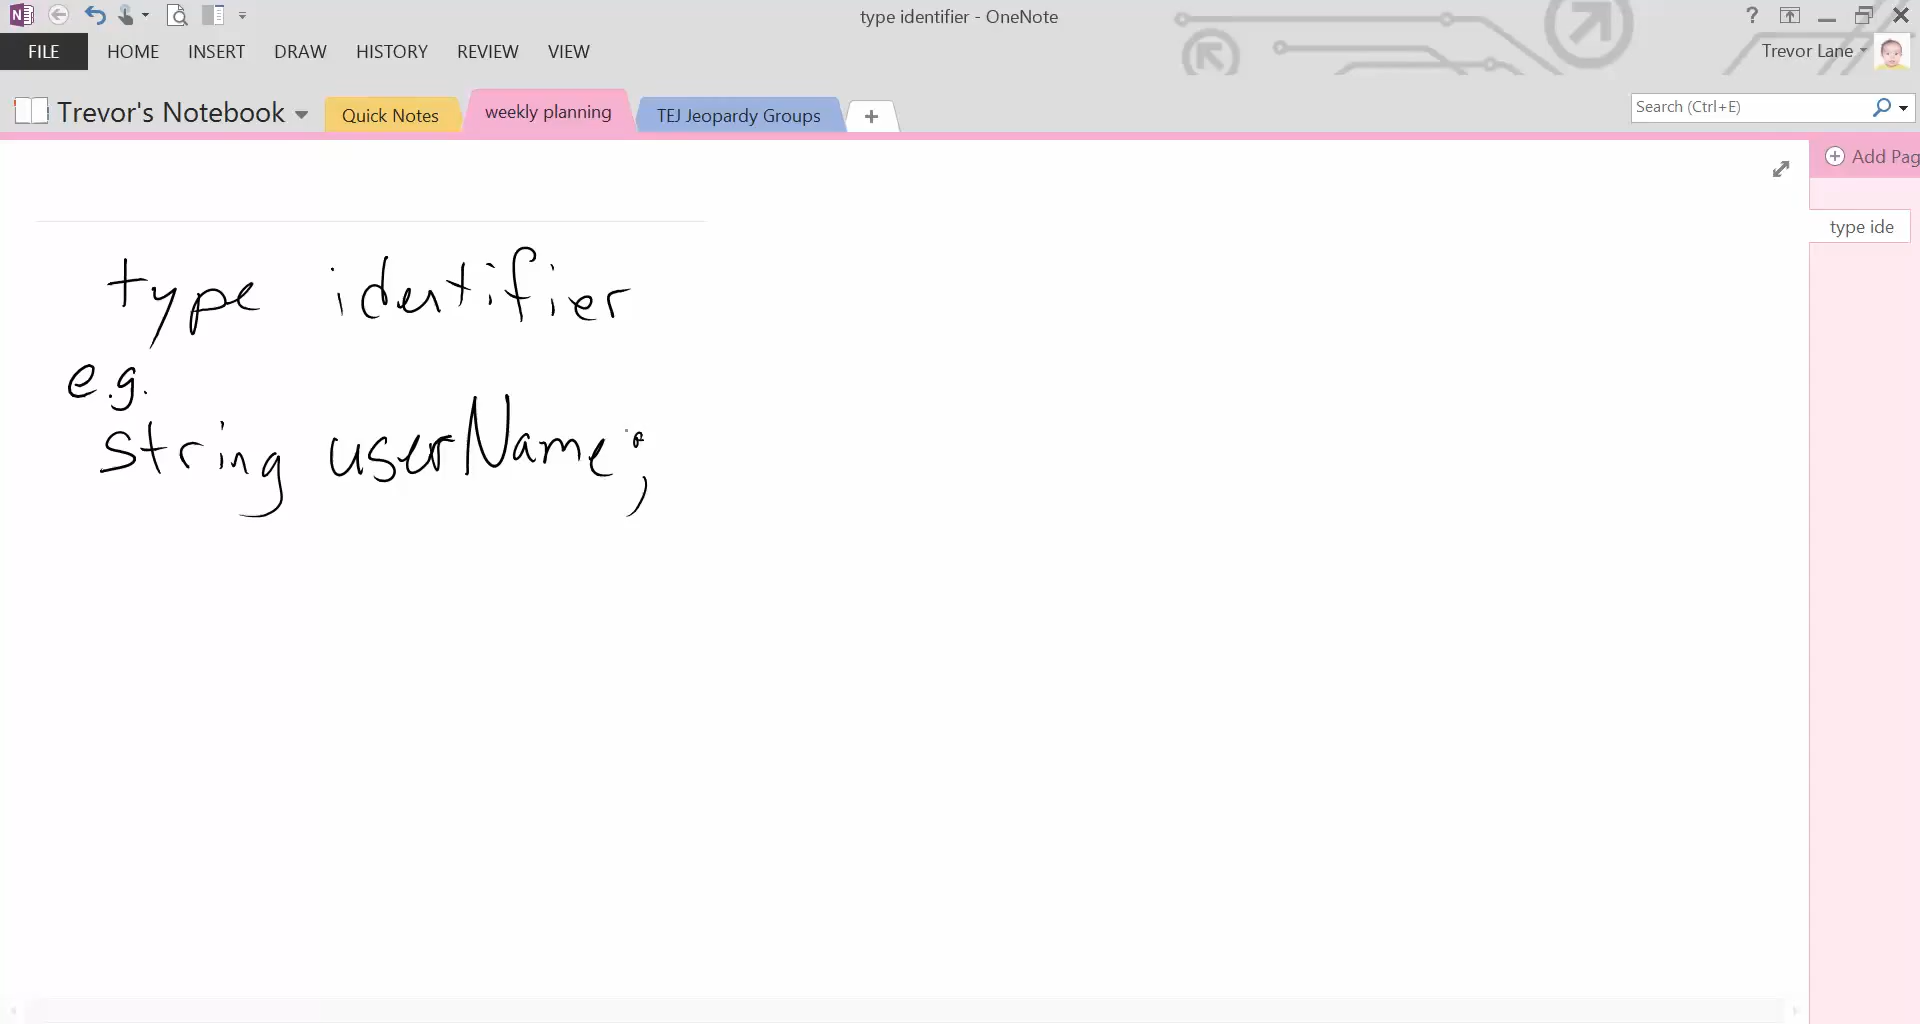 type identifier - OneNote
?
FILE HOME INSERT DRAW HISTORY REVIEW VIEW
Trevor Lane
Trevor's Notebook
Quick Notes
weekly planning
TEJ Jeopardy Groups
+
Search (Ctrl+E)
Add Pag
type ide
type identifier
e.g.
string userName;